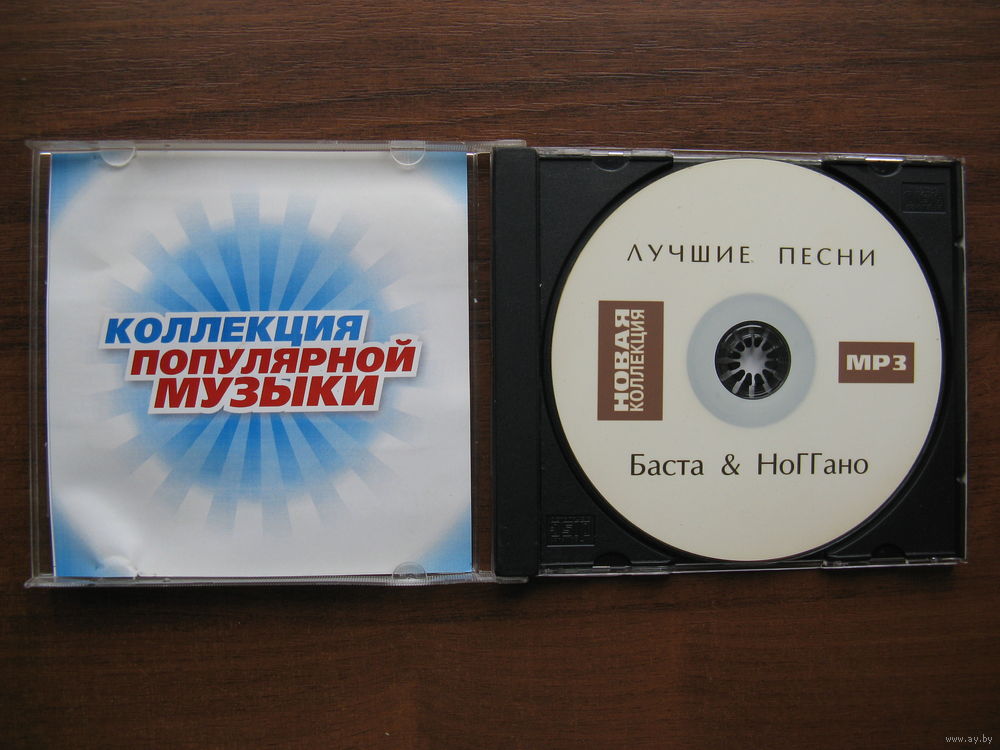 КОЛЛЕКЦИЯ
ПОПУЛЯРНОЙ
МУЗЫКИ
ЛУЧШИЕ ПЕСНИ
НОВАЯ
КОЛЛЕКЦИЯ
MP3
Баста & НоГГано
www.ay.by